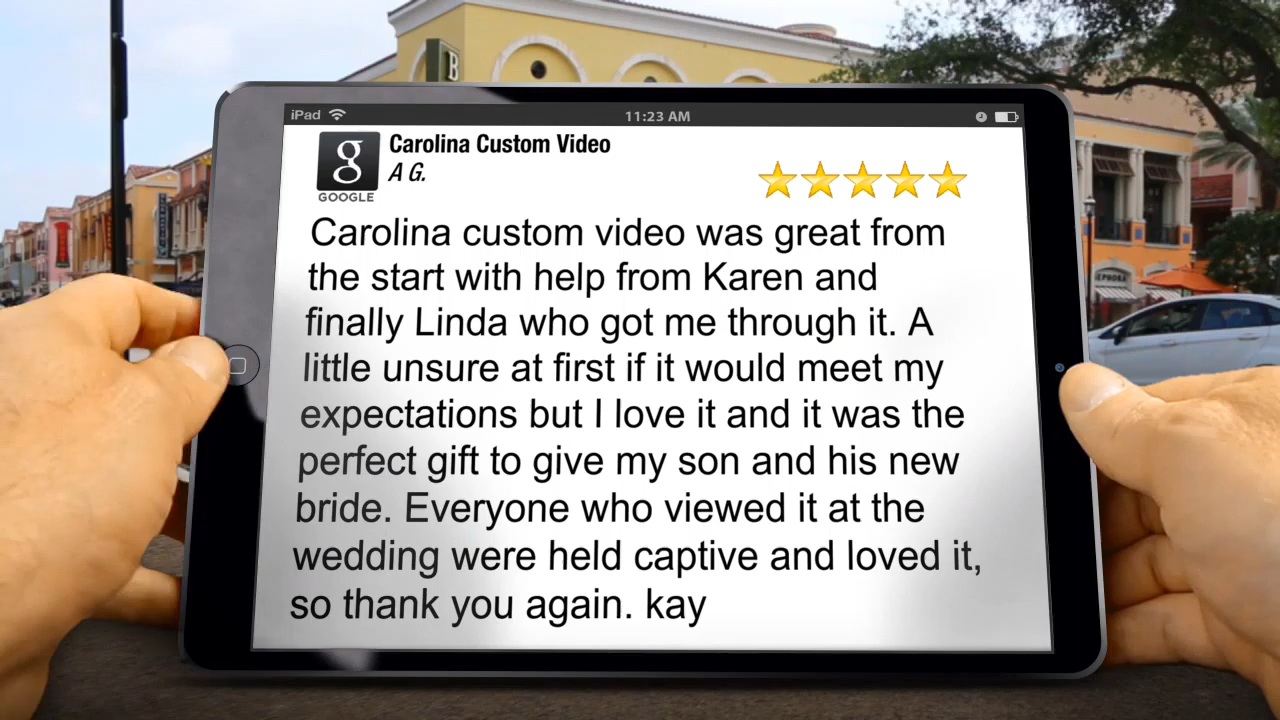 iPad 11:23 AM
g
GOOGLE
Carolina Custom Video
A G.
Carolina custom video was great from
the start with help from Karen and
finally Linda who got me through it. A
little unsure at first if it would meet my
expectations but I love it and it was the
perfect gift to give my son and his new
bride. Everyone who viewed it at the
wedding were held captive and loved it,
so thank you again. kay
B
SEPHORA